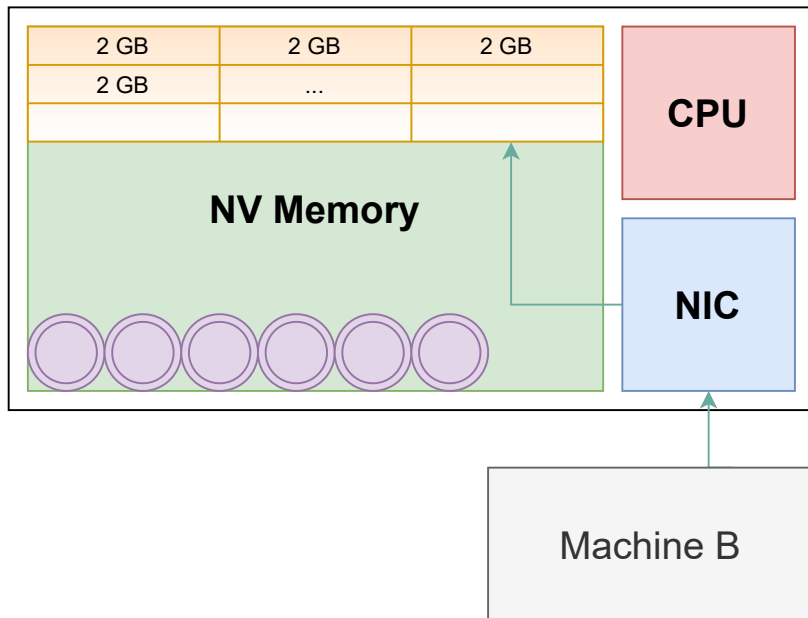 2 GB 2 GB 2 GB
2 GB ...
CPU
NV Memory
NIC
Machine B